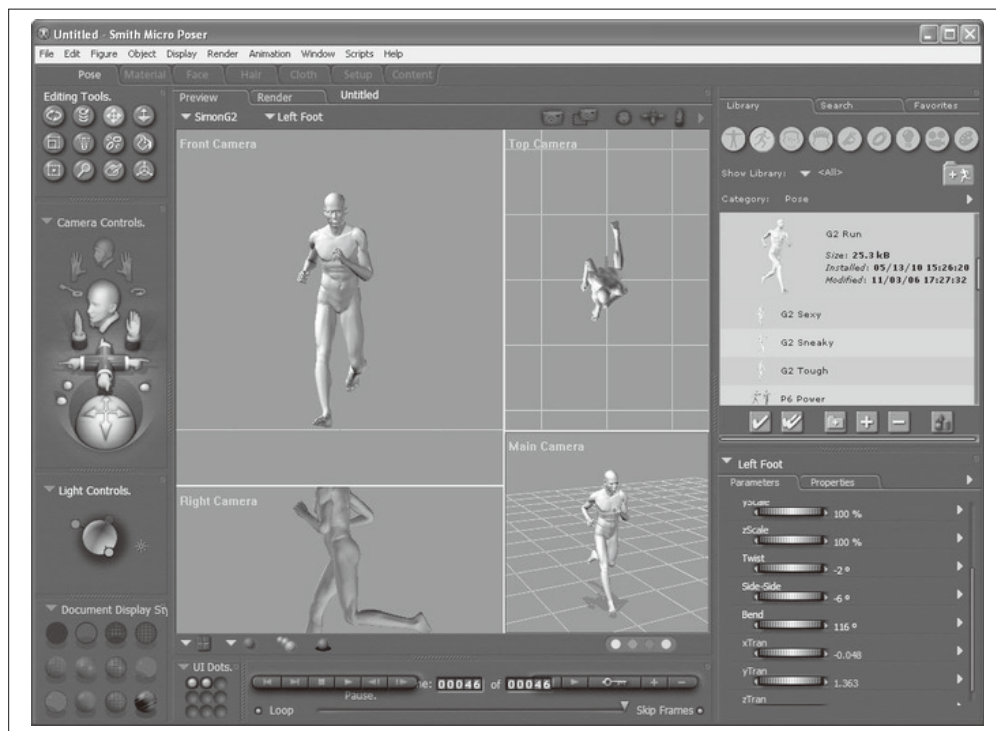 Untitled - Smith Micro Poser
File Edit Figure Object Display Render Animation Window Scripts Help
Pose Material Face Hair Cloth Setup Content
Editing Tools.
Preview Render Untitled
SimonG2 Left Foot
Front Camera
Top Camera
Right Camera
Main Camera
Camera Controls.
Light Controls.
Document Display Sty
UI Dots.
me: 00046 of 00046
Pause.
Loop
Skip Frames
Library Search Favorites
Show Library: <All>
Category: Pose
G2 Run
Size: 25.3 kB
Installed: 05/13/10 15:26:20
Modified: 11/03/06 17:27:32
G2 Sexy
G2 Sneaky
G2 Tough
P6 Power
Left Foot
Parameters Properties
yScale
100 %
zScale
100 %
Twist
-2 º
Side-Side
-6 º
Bend
116 º
xTran
-0.048
yTran
1.363
zTran